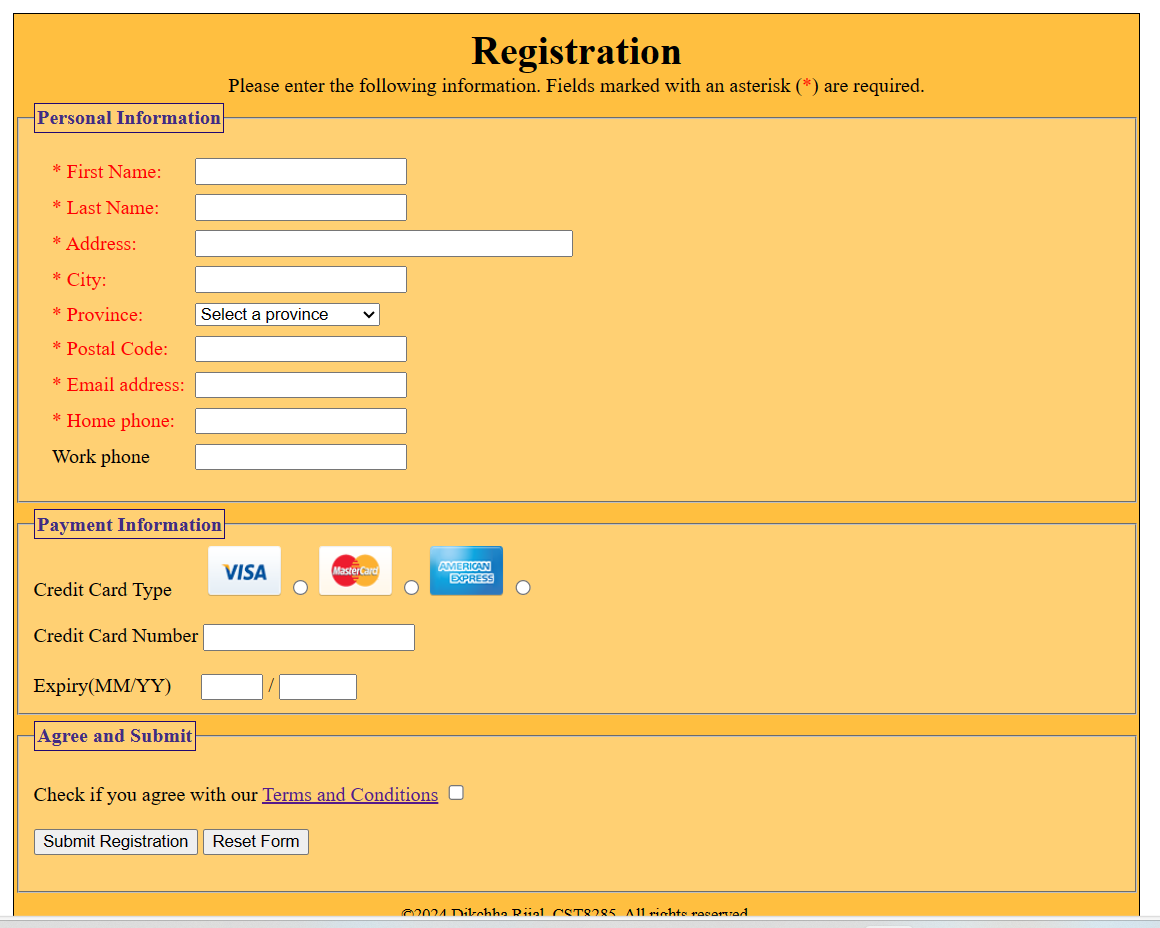 Registration
Please enter the following information. Fields marked with an asterisk (*) are required.
Personal Information
* First Name:
* Last Name:
* Address:
* City:
* Province: Select a province
* Postal Code:
* Email address:
* Home phone:
Work phone
Payment Information
Credit Card Type VISA MasterCard AMERICAN EXPRESS
Credit Card Number
Expiry(MM/YY) /
Agree and Submit
Check if you agree with our Terms and Conditions
Submit Registration Reset Form
©2024 Dikchha Rijal, CST8285, All rights reserved